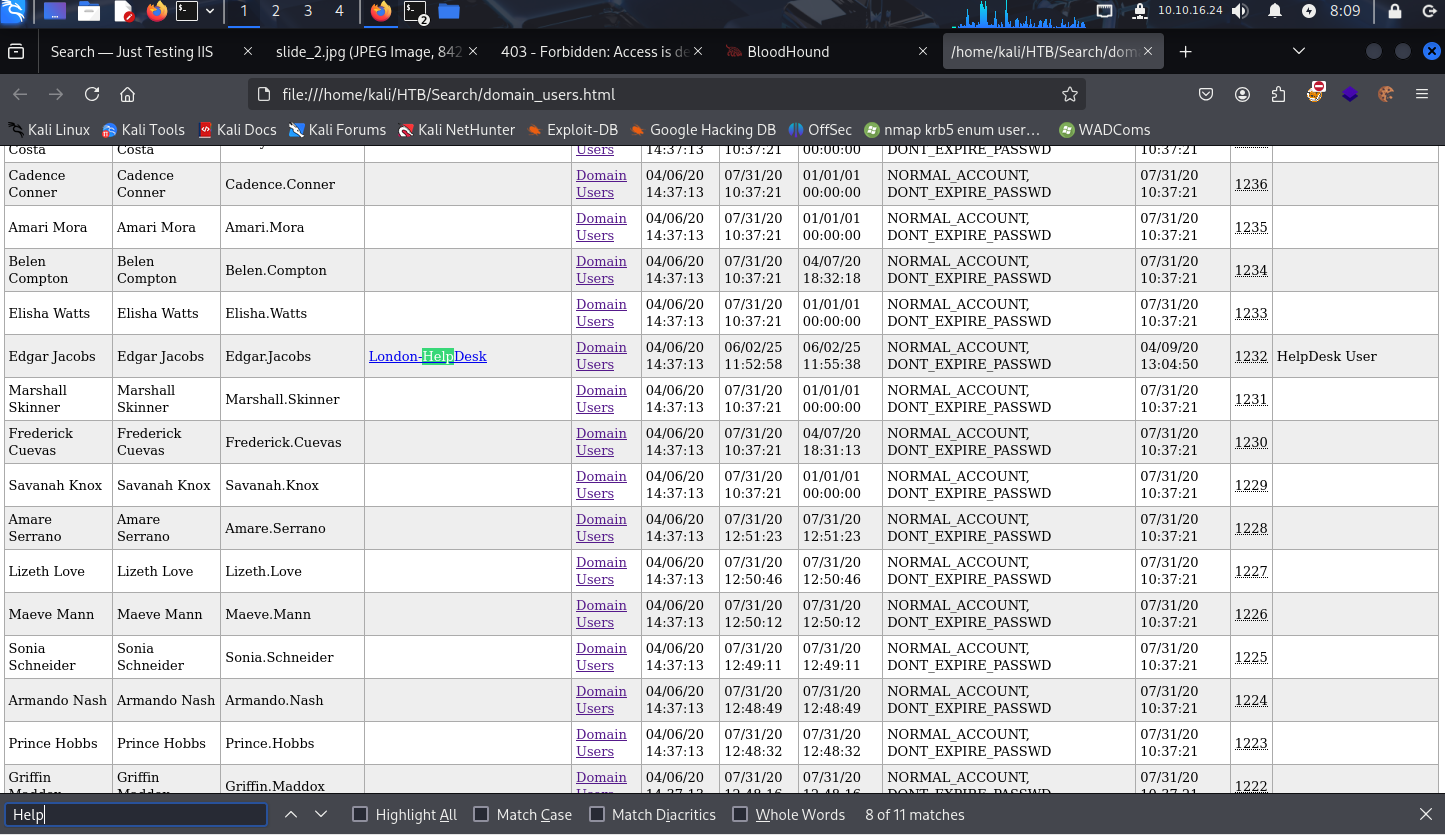 1 2 3 4 2 10.10.16.24 8:09
Search — Just Testing IIS slide_2.jpg (JPEG Image, 842 403 - Forbidden: Access is de BloodHound /home/kali/HTB/Search/dom
file:///home/kali/HTB/Search/domain_users.html
Kali Linux Kali Tools Kali Docs Kali Forums Kali NetHunter Exploit-DB Google Hacking DB OffSec nmap krb5 enum user... WADComs
Costa Costa Users 14:37:13 10:37:21 00:00:00 DONT_EXPIRE_PASSWD 10:37:21
Cadence Cadence Domain 04/06/20 07/31/20 01/01/01 NORMAL_ACCOUNT, 07/31/20
Conner Conner Cadence.Conner Users 14:37:13 10:37:21 00:00:00 DONT_EXPIRE_PASSWD 10:37:21 1236
Domain 04/06/20 07/31/20 01/01/01 NORMAL_ACCOUNT, 07/31/20
Amari Mora Amari Mora Amari.Mora Users 14:37:13 10:37:21 00:00:00 DONT_EXPIRE_PASSWD 10:37:21 1235
Belen Belen Domain 04/06/20 07/31/20 04/07/20 NORMAL_ACCOUNT, 07/31/20
Compton Compton Belen.Compton Users 14:37:13 10:37:21 18:32:18 DONT_EXPIRE_PASSWD 10:37:21 1234
Domain 04/06/20 07/31/20 01/01/01 NORMAL_ACCOUNT, 07/31/20
Elisha Watts Elisha Watts Elisha.Watts Users 14:37:13 10:37:21 00:00:00 DONT_EXPIRE_PASSWD 10:37:21 1233
Domain 04/06/20 06/02/25 06/02/25 NORMAL_ACCOUNT, 04/09/20
Edgar Jacobs Edgar Jacobs Edgar.Jacobs London-HelpDesk Users 14:37:13 11:52:58 11:55:38 DONT_EXPIRE_PASSWD 13:04:50 1232 HelpDesk User
Marshall Marshall Domain 04/06/20 07/31/20 01/01/01 NORMAL_ACCOUNT, 07/31/20
Skinner Skinner Marshall.Skinner Users 14:37:13 10:37:21 00:00:00 DONT_EXPIRE_PASSWD 10:37:21 1231
Frederick Frederick Domain 04/06/20 07/31/20 04/07/20 NORMAL_ACCOUNT, 07/31/20
Cuevas Cuevas Frederick.Cuevas Users 14:37:13 10:37:21 18:31:13 DONT_EXPIRE_PASSWD 10:37:21 1230
Domain 04/06/20 07/31/20 01/01/01 NORMAL_ACCOUNT, 07/31/20
Savanah Knox Savanah Knox Savanah.Knox Users 14:37:13 10:37:21 00:00:00 DONT_EXPIRE_PASSWD 10:37:21 1229
Amare Amare Domain 04/06/20 07/31/20 07/31/20 NORMAL_ACCOUNT, 07/31/20
Serrano Serrano Amare.Serrano Users 14:37:13 12:51:23 12:51:23 DONT_EXPIRE_PASSWD 10:37:21 1228
Domain 04/06/20 07/31/20 07/31/20 NORMAL_ACCOUNT, 07/31/20
Lizeth Love Lizeth Love Lizeth.Love Users 14:37:13 12:50:46 12:50:46 DONT_EXPIRE_PASSWD 10:37:21 1227
Domain 04/06/20 07/31/20 07/31/20 NORMAL_ACCOUNT, 07/31/20
Maeve Mann Maeve Mann Maeve.Mann Users 14:37:13 12:50:12 12:50:12 DONT_EXPIRE_PASSWD 10:37:21 1226
Sonia Sonia Domain 04/06/20 07/31/20 07/31/20 NORMAL_ACCOUNT, 07/31/20
Schneider Schneider Sonia.Schneider Users 14:37:13 12:49:11 12:49:11 DONT_EXPIRE_PASSWD 10:37:21 1225
Domain 04/06/20 07/31/20 07/31/20 NORMAL_ACCOUNT, 07/31/20
Armando Nash Armando Nash Armando.Nash Users 14:37:13 12:48:49 12:48:49 DONT_EXPIRE_PASSWD 10:37:21 1224
Domain 04/06/20 07/31/20 07/31/20 NORMAL_ACCOUNT, 07/31/20
Prince Hobbs Prince Hobbs Prince.Hobbs Users 14:37:13 12:48:32 12:48:32 DONT_EXPIRE_PASSWD 10:37:21 1223
Griffin Griffin Domain 04/06/20 07/31/20 07/31/20 NORMAL_ACCOUNT, 07/31/20
Maddox Maddox Griffin.Maddox Users 14:37:13 12:48:16 12:48:16 DONT_EXPIRE_PASSWD 10:37:21 1222
Help Highlight All Match Case Match Diacritics Whole Words 8 of 11 matches